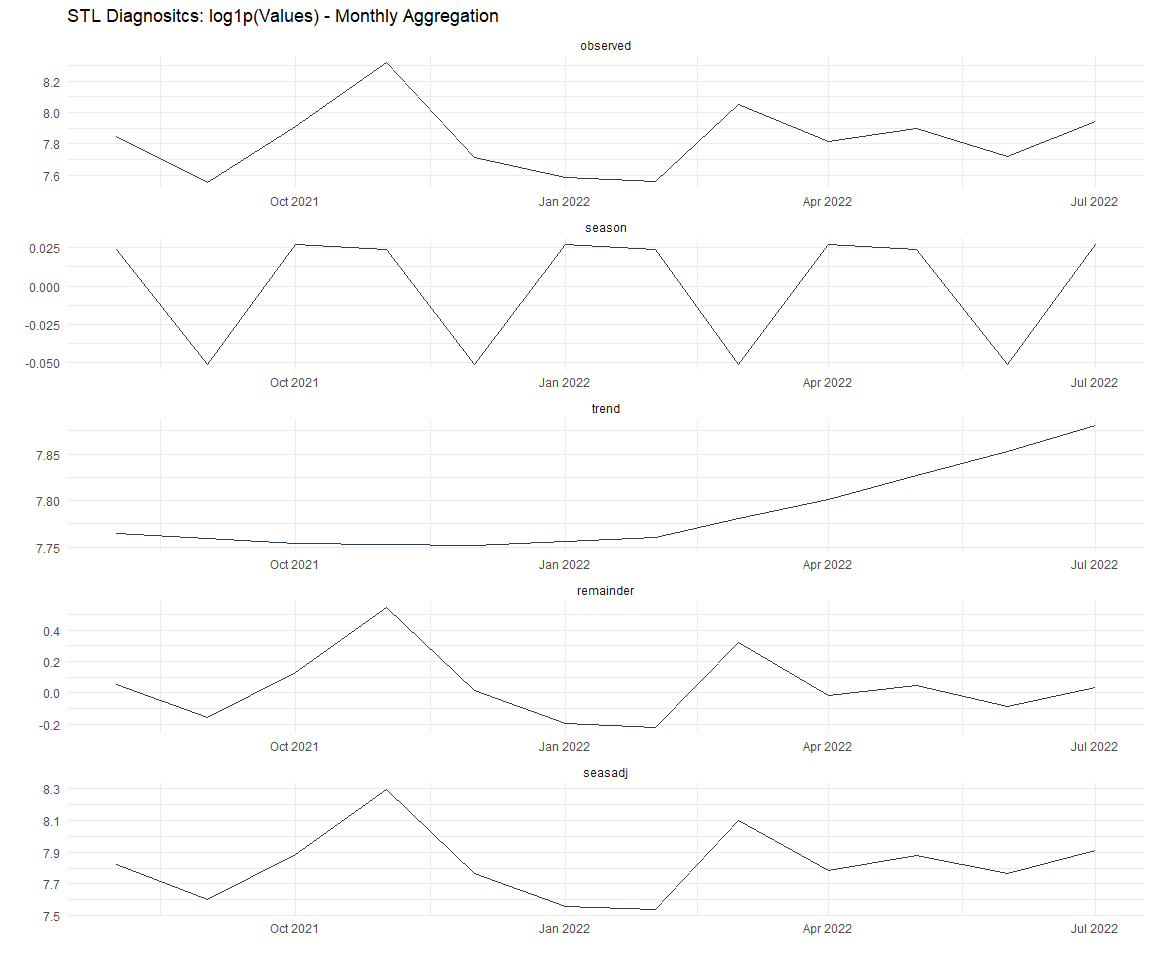 STL Diagnositcs: log1p(Values) - Monthly Aggregation
observed
8.2
8.0
7.8
7.6
Oct 2021 Jan 2022 Apr 2022 Jul 2022
season
0.025
0.000
-0.025
-0.050
Oct 2021 Jan 2022 Apr 2022 Jul 2022
trend
7.85
7.80
7.75
Oct 2021 Jan 2022 Apr 2022 Jul 2022
remainder
0.4
0.2
0.0
-0.2
Oct 2021 Jan 2022 Apr 2022 Jul 2022
seasadj
8.3
8.1
7.9
7.7
7.5
Oct 2021 Jan 2022 Apr 2022 Jul 2022